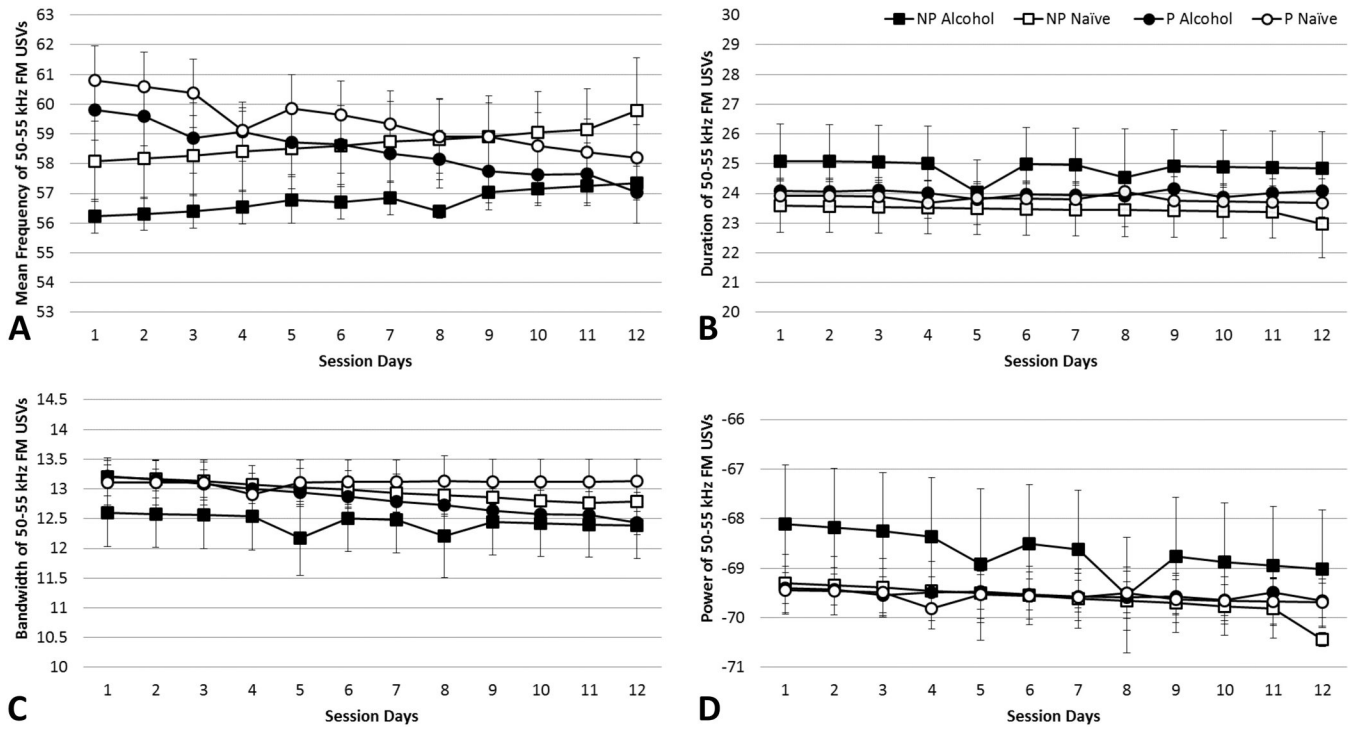 Mean Frequency of 50-55 kHz FM USVs
63
62
61
60
59
58
57
56
55
54
53
1 2 3 4 5 6 7 8 9 10 11 12
Session Days
A
NP Alcohol NP Naïve P Alcohol P Naïve
Duration of 50-55 kHz FM USVs
30
29
28
27
26
25
24
23
22
21
20
1 2 3 4 5 6 7 8 9 10 11 12
Session Days
B
Bandwidth of 50-55 kHz FM USVs
14.5
14
13.5
13
12.5
12
11.5
11
10.5
10
1 2 3 4 5 6 7 8 9 10 11 12
Session Days
C
Power of 50-55 kHz FM USVs
-66
-67
-68
-69
-70
-71
1 2 3 4 5 6 7 8 9 10 11 12
Session Days
D